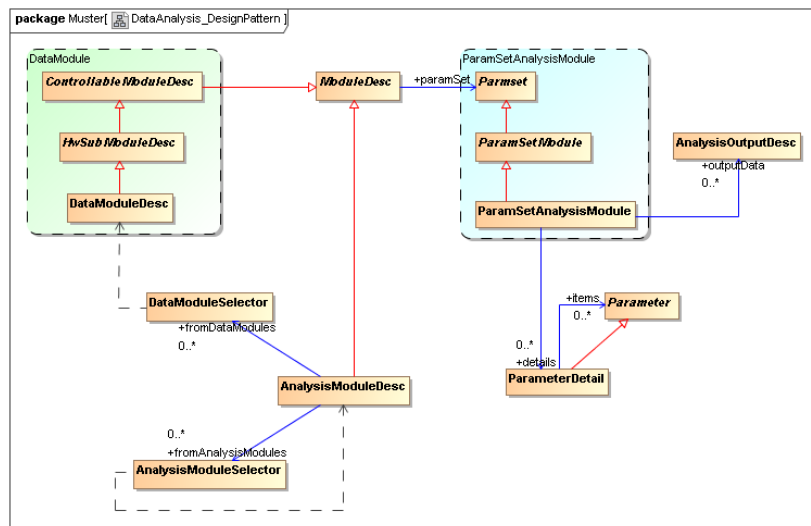 package Muster[ DataAnalysis_DesignPattern ]
DataModule
ParamSetAnalysisModule
ControllableModuleDesc
ModuleDesc
+paramSet
Parmset
HwSubModuleDesc
ParamSetModule
AnalysisOutputDesc
+outputData
0..*
DataModuleDesc
ParamSetAnalysisModule
DataModuleSelector
+fromDataModules
0..*
+items
0..*
Parameter
0..*
+details
ParameterDetail
AnalysisModuleDesc
0..*
+fromAnalysisModules
AnalysisModuleSelector